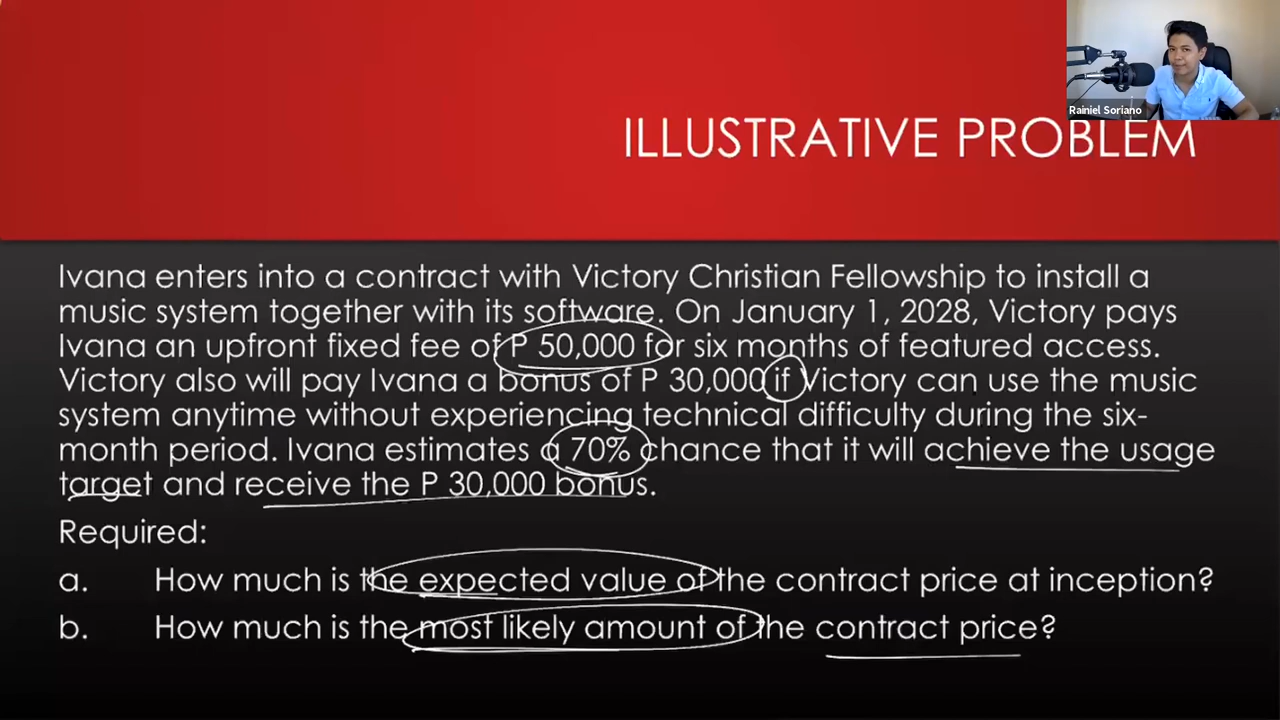 Rainiel Soriano
ILLUSTRATIVE PROBLEM
Ivana enters into a contract with Victory Christian Fellowship to install a
music system together with its software. On January 1, 2028, Victory pays
Ivana an upfront fixed fee of P 50,000 for six months of featured access.
Victory also will pay Ivana a bonus of P 30,000 if Victory can use the music
system anytime without experiencing technical difficulty during the six-
month period. Ivana estimates a 70% chance that it will achieve the usage
target and receive the P 30,000 bonus.
Required:
a. How much is the expected value of the contract price at inception?
b. How much is the most likely amount of the contract price?